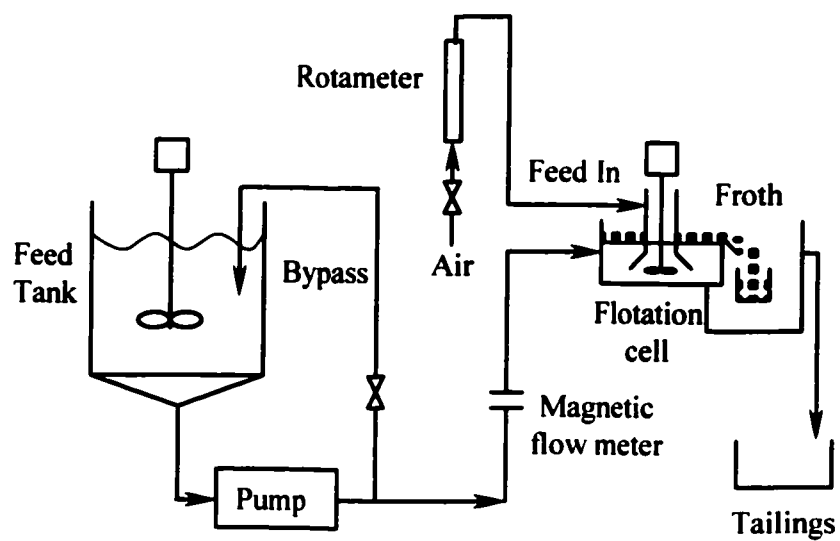 Rotameter
Feed In
Froth
Feed
Tank
Bypass
Air
Flotation
cell
Magnetic
flow meter
Pump
Tailings